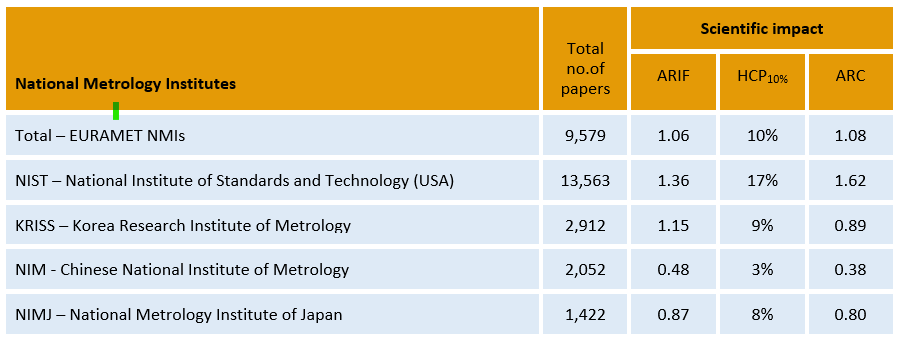 National Metrology Institutes
Total
no.of
papers
Scientific impact
ARIF
HCP10%
ARC
Total – EURAMET NMIs 9,579 1.06 10% 1.08
NIST – National Institute of Standards and Technology (USA) 13,563 1.36 17% 1.62
KRISS – Korea Research Institute of Metrology 2,912 1.15 9% 0.89
NIM - Chinese National Institute of Metrology 2,052 0.48 3% 0.38
NIMJ – National Metrology Institute of Japan 1,422 0.87 8% 0.80